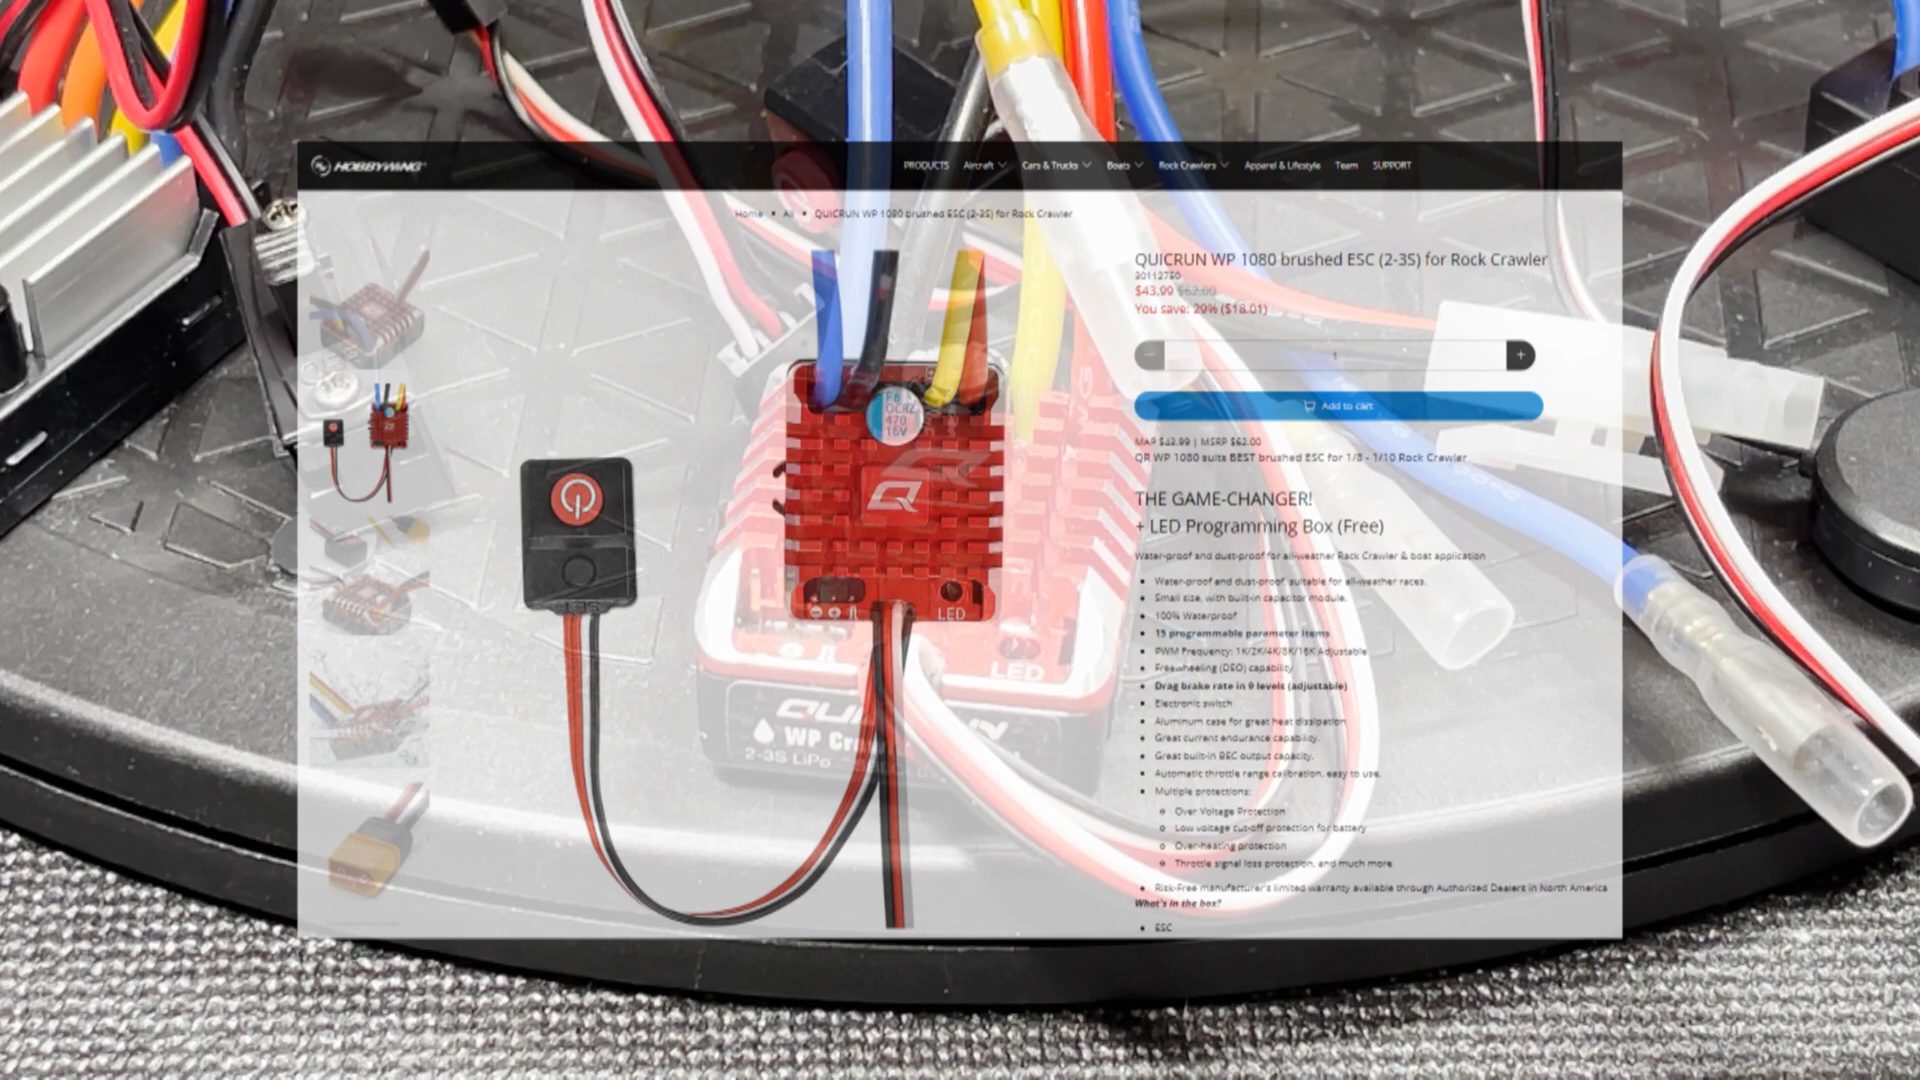 HOBBYWING
PRODUCTS Aircraft Cars & Trucks Boats Rock Crawlers Apparel & Lifestyle Team SUPPORT
Home • All • QUICRUN WP 1080 brushed ESC (2-3S) for Rock Crawler
QUICRUN WP 1080 brushed ESC (2-3S) for Rock Crawler
20112750
$43.99 $62.00
You save: 29% ($18.01)
− 1 +
Add to cart
MAP $43.99 | MSRP $62.00
QR WP 1080 suits BEST brushed ESC for 1/8 - 1/10 Rock Crawler
THE GAME-CHANGER!
+ LED Programming Box (Free)
Water-proof and dust-proof for all-weather Rack Crawler & boat application
• Water-proof and dust-proof, suitable for all-weather races.
• Small size, with built-in capacitor module.
• 100% Waterproof
• 15 programmable parameter items
• PWM Frequency: 1K/2K/4K/8K/16K Adjustable
• Freewheeling (DEO) capability
• Drag brake rate in 9 levels (adjustable)
• Electronic switch
• Aluminum case for great heat dissipation
• Great current endurance capability.
• Great built-in BEC output capacity.
• Automatic throttle range calibration, easy to use.
• Multiple protections:
o Over Voltage Protection
o Low voltage cut-off protection for battery
o Over-heating protection
o Throttle signal loss protection, and much more
• Risk-Free manufacturer's limited warranty available through Authorized Dealers in North America
What's in the box?
• ESC
470
16V
LED
LED
WP
2-3S LiPo